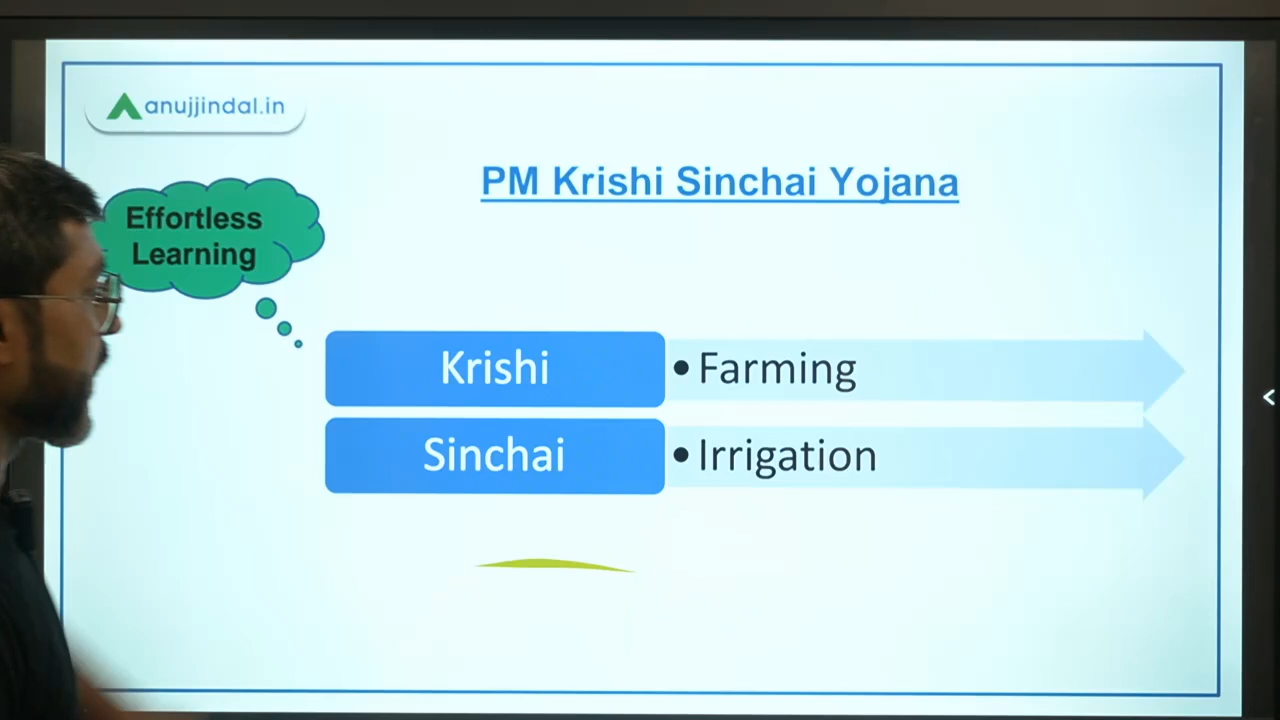 anujjindal.in
PM Krishi Sinchai Yojana
Effortless
Learning
Krishi
•Farming
Sinchai
•Irrigation